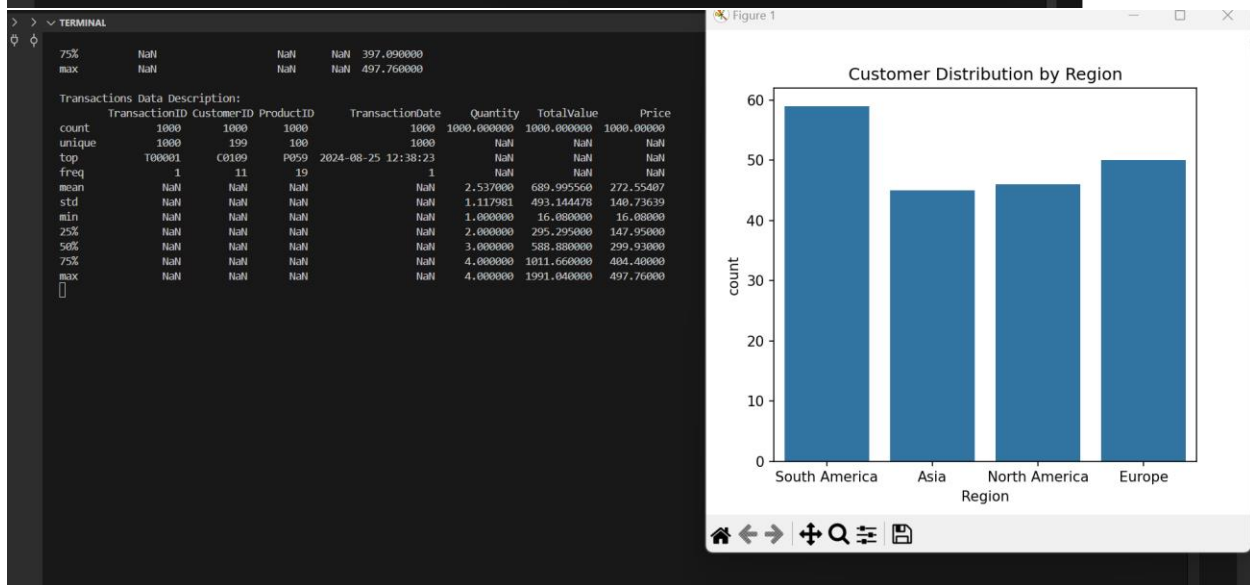 TERMINAL
75% NaN NaN NaN 397.090000
max NaN NaN NaN 497.760000
Transactions Data Description:
TransactionID CustomerID ProductID TransactionDate Quantity TotalValue Price
count 1000 1000 1000 1000 1000.000000 1000.000000 1000.00000
unique 1000 199 100 1000 NaN NaN NaN
top T00001 C0109 P059 2024-08-25 12:38:23 NaN NaN NaN
freq 1 11 19 1 NaN NaN NaN
mean NaN NaN NaN NaN 2.537000 689.995560 272.55407
std NaN NaN NaN NaN 1.117981 493.144478 140.73639
min NaN NaN NaN NaN 1.000000 16.080000 16.08000
25% NaN NaN NaN NaN 2.000000 295.295000 147.95000
50% NaN NaN NaN NaN 3.000000 588.880000 299.93000
75% NaN NaN NaN NaN 4.000000 1011.660000 404.40000
max NaN NaN NaN NaN 4.000000 1991.040000 497.76000
Figure 1
Customer Distribution by Region
60
50
40
30
20
10
0
count
South America Asia North America Europe
Region